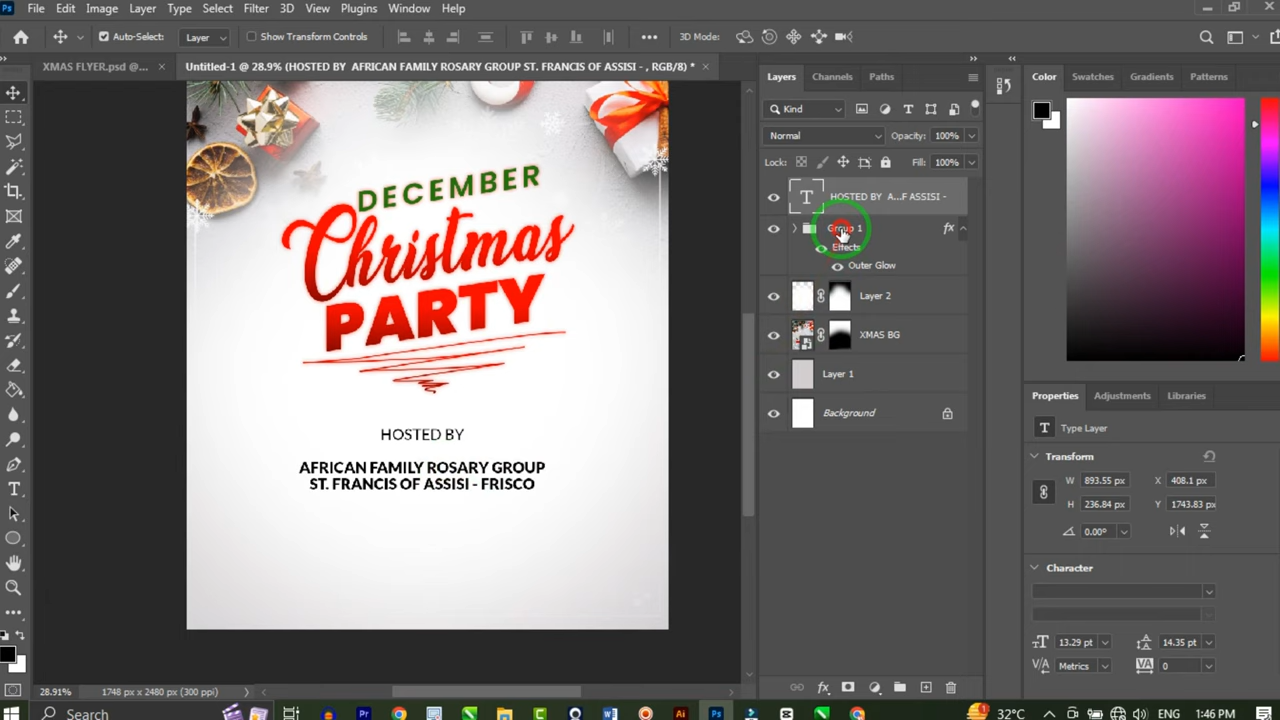 Ps File Edit Image Layer Type Select Filter 3D View Plugins Window Help
Auto-Select: Layer Show Transform Controls 3D Mode:
XMAS FLYER.psd @... × Untitled-1 @ 28.9% (HOSTED BY AFRICAN FAMILY ROSARY GROUP ST. FRANCIS OF ASSISI - , RGB/8) * ×
DECEMBER
Christmas
PARTY
HOSTED BY
AFRICAN FAMILY ROSARY GROUP
ST. FRANCIS OF ASSISI - FRISCO
Layers Channels Paths
Kind
Normal Opacity: 100%
Lock: Fill: 100%
T HOSTED BY A...F ASSISI -
Group 1 fx
Effects
Outer Glow
Layer 2
XMAS BG
Layer 1
Background
fx
Color Swatches Gradients Patterns
Properties Adjustments Libraries
T Type Layer
Transform
W 893.55 px X 408.1 px
H 236.84 px Y 1743.83 px
0.00°
Character
13.29 pt 14.35 pt
Metrics 0
28.91% 1748 px x 2480 px (300 ppi)
Search Pr Ai Ps 32°C ENG 1:46 PM